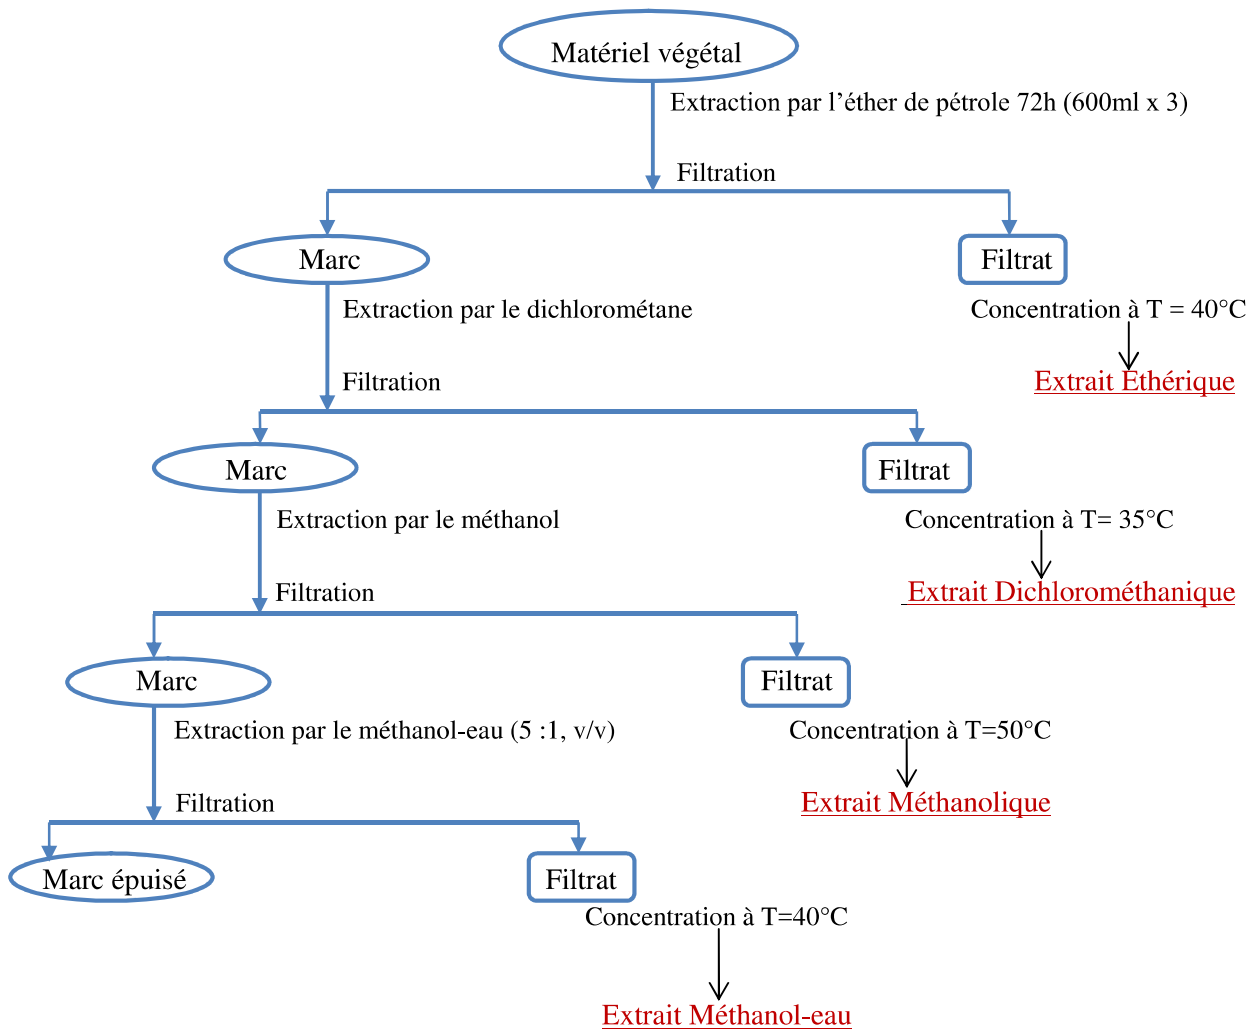 Matériel végétal
Extraction par l’éther de pétrole 72h (600ml x 3)
Filtration
Marc
Filtrat
Extraction par le dichlorométane
Concentration à T = 40°C
Filtration
Extrait Ethérique
Marc
Filtrat
Extraction par le méthanol
Concentration à T= 35°C
Filtration
Extrait Dichlorométhanique
Marc
Filtrat
Extraction par le méthanol-eau (5 :1, v/v)
Concentration à T=50°C
Filtration
Extrait Méthanolique
Marc épuisé
Filtrat
Concentration à T=40°C
Extrait Méthanol-eau